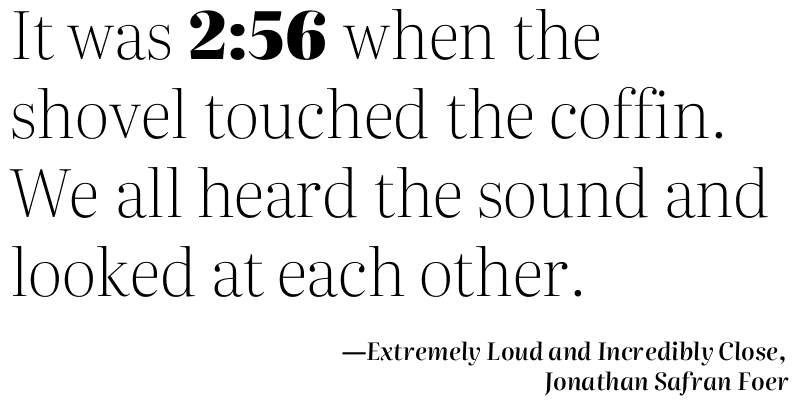 It was 2:56 when the
shovel touched the coffin.
We all heard the sound and
looked at each other.
—Extremely Loud and Incredibly Close,
Jonathan Safran Foer